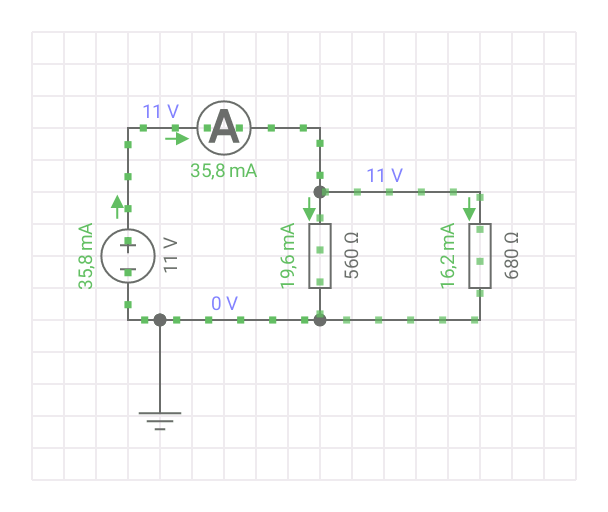 11 V
A
35,8 mA
11 V
35,8 mA
11 V
19,6 mA
560 Ω
16,2 mA
680 Ω
0 V